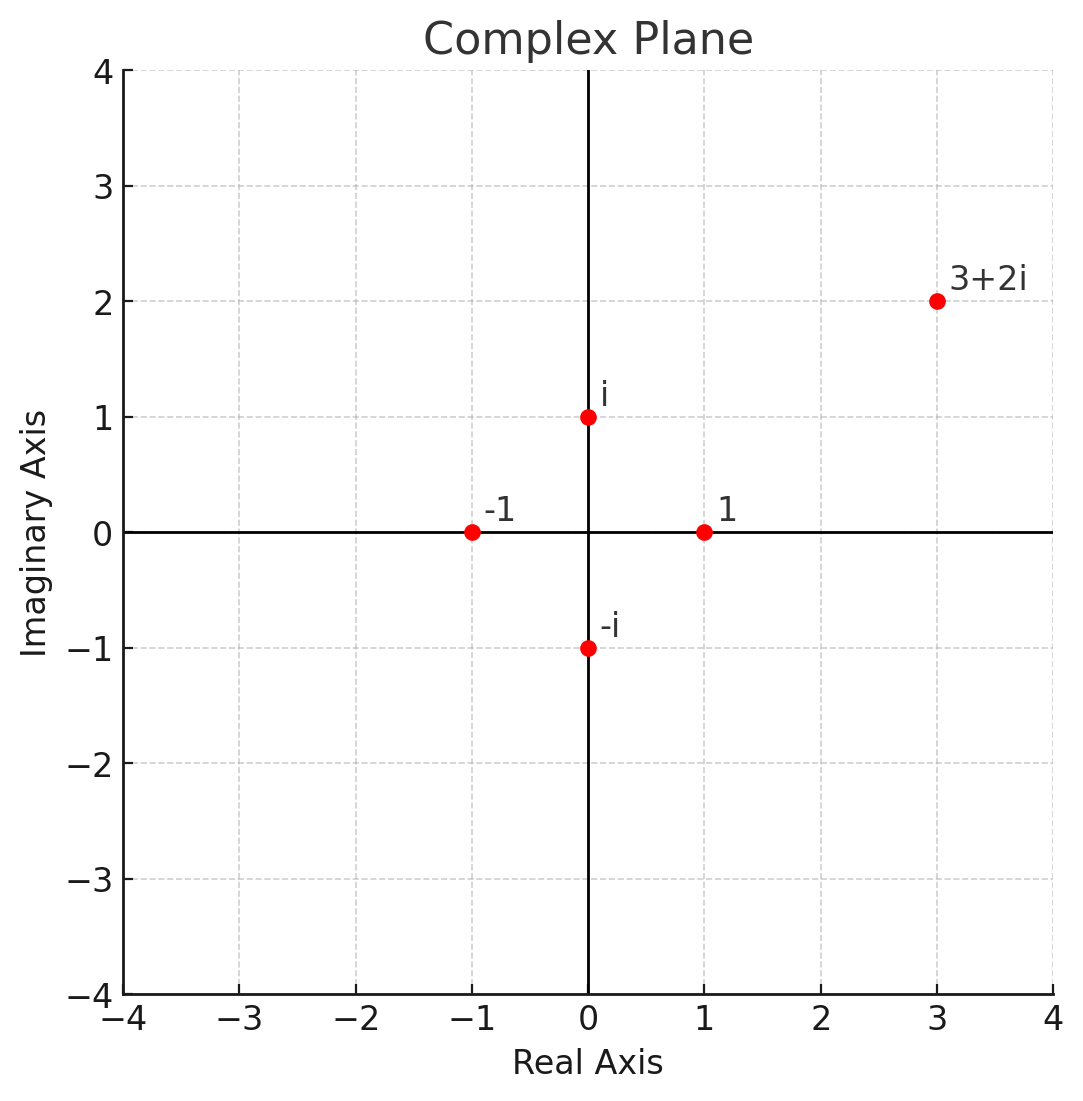 Complex Plane
4
3
3+2i
2
i
1
-1
1
0
-i
−1
−2
−3
−4
−4 −3 −2 −1 0 1 2 3 4
Imaginary Axis
Real Axis